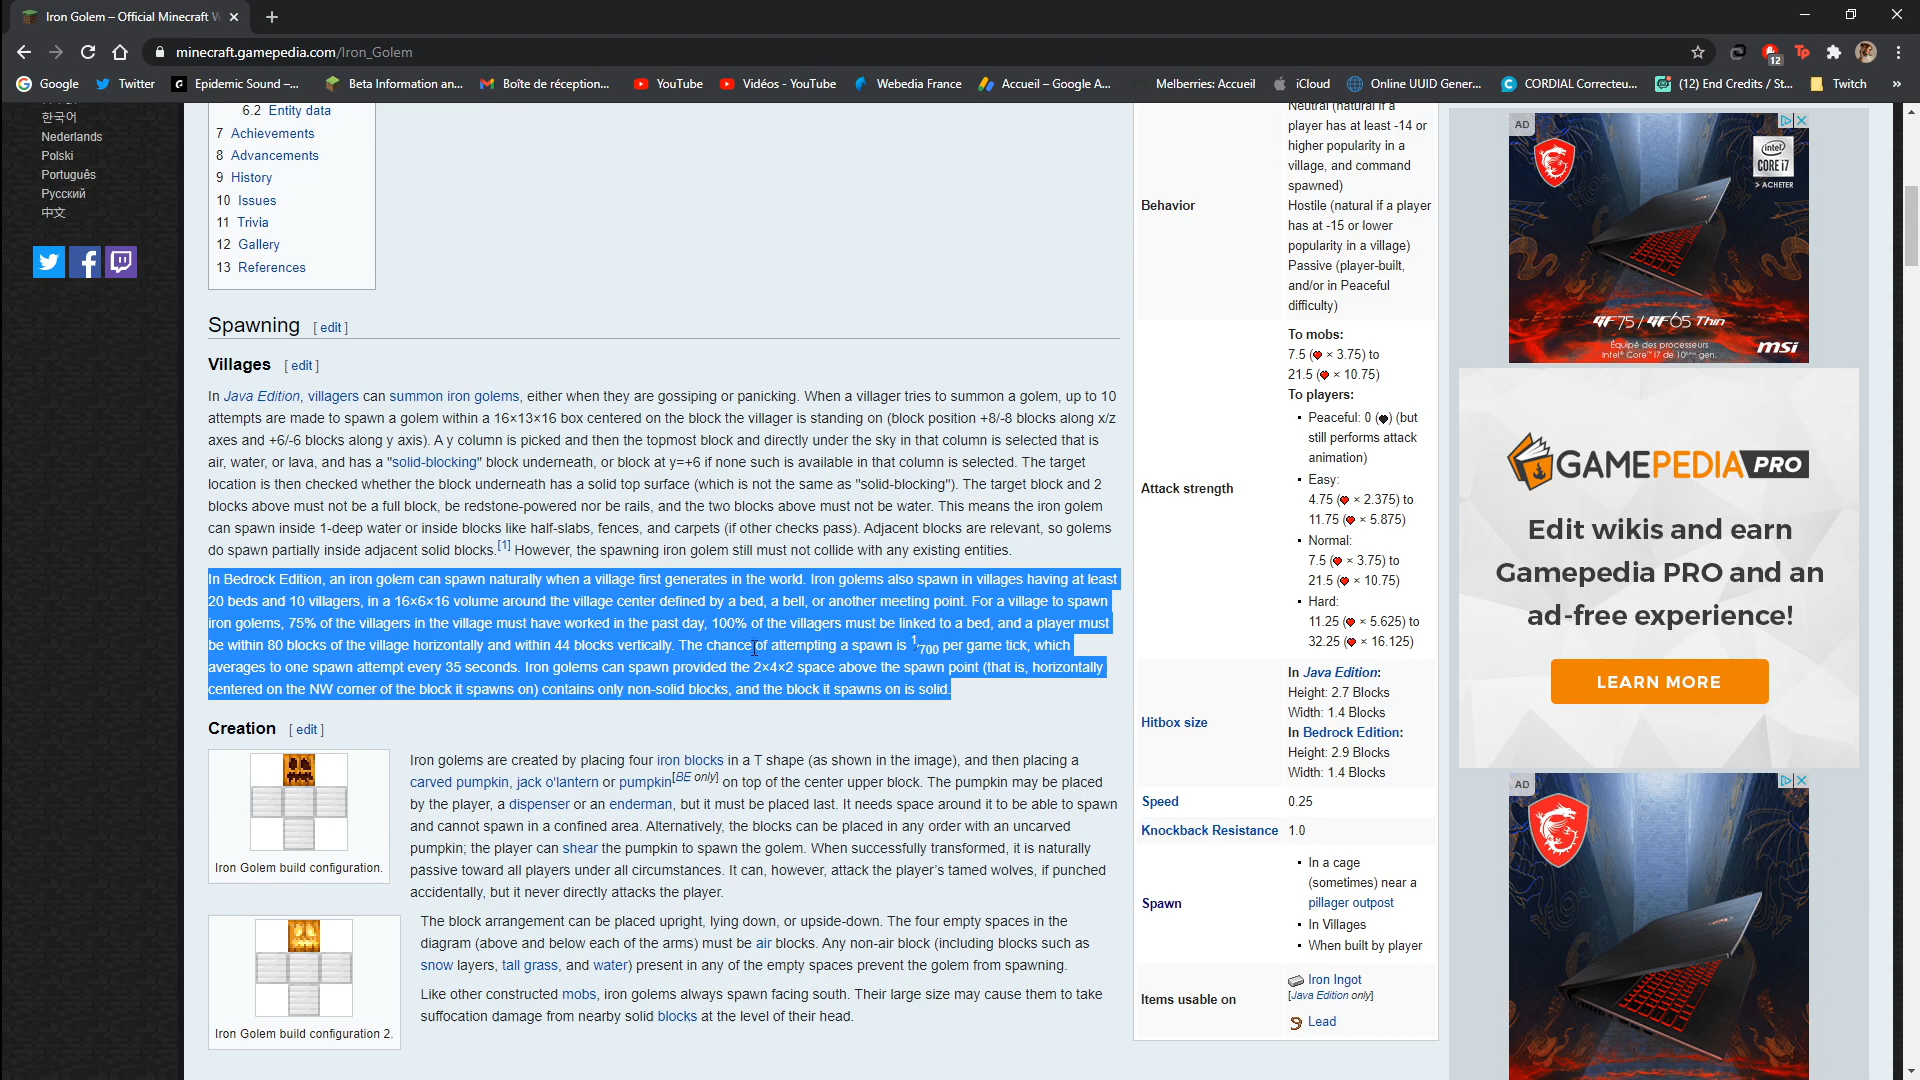 Iron Golem – Official Minecraft W
minecraft.gamepedia.com/Iron_Golem
12
Google
Twitter
Epidemic Sound –...
Beta Information an...
Boîte de réception...
YouTube
Vidéos - YouTube
Webedia France
Accueil – Google A...
Melberries: Accueil
iCloud
Online UUID Gener...
CORDIAL Correcteu...
(12) End Credits / St...
Twitch
»
한국어
Nederlands
Polski
Português
Русский
中文
6.2 Entity data
7 Achievements
8 Advancements
9 History
10 Issues
11 Trivia
12 Gallery
13 References
Spawning [ edit ]
Villages [ edit ]
In Java Edition, villagers can summon iron golems, either when they are gossiping or panicking. When a villager tries to summon a golem, up to 10
attempts are made to spawn a golem within a 16×13×16 box centered on the block the villager is standing on (block position +8/-8 blocks along x/z
axes and +6/-6 blocks along y axis). A y column is picked and then the topmost block and directly under the sky in that column is selected that is
air, water, or lava, and has a "solid-blocking" block underneath, or block at y=+6 if none such is available in that column is selected. The target
location is then checked whether the block underneath has a solid top surface (which is not the same as "solid-blocking"). The target block and 2
blocks above must not be a full block, be redstone-powered nor be rails, and the two blocks above must not be water. This means the iron golem
can spawn inside 1-deep water or inside blocks like half-slabs, fences, and carpets (if other checks pass). Adjacent blocks are relevant, so golems
do spawn partially inside adjacent solid blocks.[1] However, the spawning iron golem still must not collide with any existing entities.
In Bedrock Edition, an iron golem can spawn naturally when a village first generates in the world. Iron golems also spawn in villages having at least
20 beds and 10 villagers, in a 16×6×16 volume around the village center defined by a bed, a bell, or another meeting point. For a village to spawn
iron golems, 75% of the villagers in the village must have worked in the past day, 100% of the villagers must be linked to a bed, and a player must
be within 80 blocks of the village horizontally and within 44 blocks vertically. The chance of attempting a spawn is 1/700 per game tick, which
averages to one spawn attempt every 35 seconds. Iron golems can spawn provided the 2×4×2 space above the spawn point (that is, horizontally
centered on the NW corner of the block it spawns on) contains only non-solid blocks, and the block it spawns on is solid.
Creation [ edit ]
Iron Golem build configuration.
Iron golems are created by placing four iron blocks in a T shape (as shown in the image), and then placing a
carved pumpkin, jack o'lantern or pumpkin[BE only] on top of the center upper block. The pumpkin may be placed
by the player, a dispenser or an enderman, but it must be placed last. It needs space around it to be able to spawn
and cannot spawn in a confined area. Alternatively, the blocks can be placed in any order with an uncarved
pumpkin; the player can shear the pumpkin to spawn the golem. When successfully transformed, it is naturally
passive toward all players under all circumstances. It can, however, attack the player's tamed wolves, if punched
accidentally, but it never directly attacks the player.
Iron Golem build configuration 2.
The block arrangement can be placed upright, lying down, or upside-down. The four empty spaces in the
diagram (above and below each of the arms) must be air blocks. Any non-air block (including blocks such as
snow layers, tall grass, and water) present in any of the empty spaces prevent the golem from spawning.
Like other constructed mobs, iron golems always spawn facing south. Their large size may cause them to take
suffocation damage from nearby solid blocks at the level of their head.
Behavior
Neutral (natural if a
player has at least -14 or
higher popularity in a
village, and command
spawned)
Hostile (natural if a player
has at -15 or lower
popularity in a village)
Passive (player-built,
and/or in Peaceful
difficulty)
Attack strength
To mobs:
7.5 (♥ × 3.75) to
21.5 (♥ × 10.75)
To players:
• Peaceful: 0 (♥) (but
still performs attack
animation)
• Easy:
4.75 (♥ × 2.375) to
11.75 (♥ × 5.875)
• Normal:
7.5 (♥ × 3.75) to
21.5 (♥ × 10.75)
• Hard:
11.25 (♥ × 5.625) to
32.25 (♥ × 16.125)
Hitbox size
In Java Edition:
Height: 2.7 Blocks
Width: 1.4 Blocks
In Bedrock Edition:
Height: 2.9 Blocks
Width: 1.4 Blocks
Speed 0.25
Knockback Resistance 1.0
Spawn
• In a cage
(sometimes) near a
pillager outpost
• In Villages
• When built by player
Items usable on
Iron Ingot
[Java Edition only]
Lead
AD
intel
CORE i7
> ACHETER
GF75 / GF65 Thin
Équipé des processeurs
Intel® Core™ i7 de 10ème gen.
msi
GAMEPEDIA PRO
Edit wikis and earn
Gamepedia PRO and an
ad-free experience!
LEARN MORE
AD